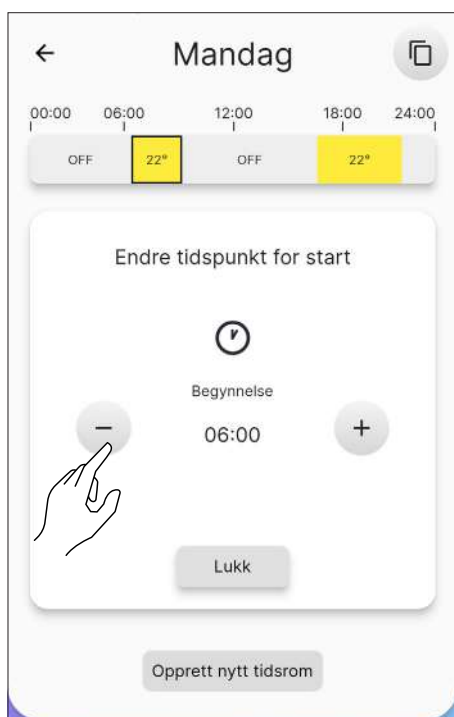 Mandag
00:00 06:00 12:00 18:00 24:00
OFF 22° OFF 22°
Endre tidspunkt for start
Begynnelse
− 06:00 +
Lukk
Opprett nytt tidsrom